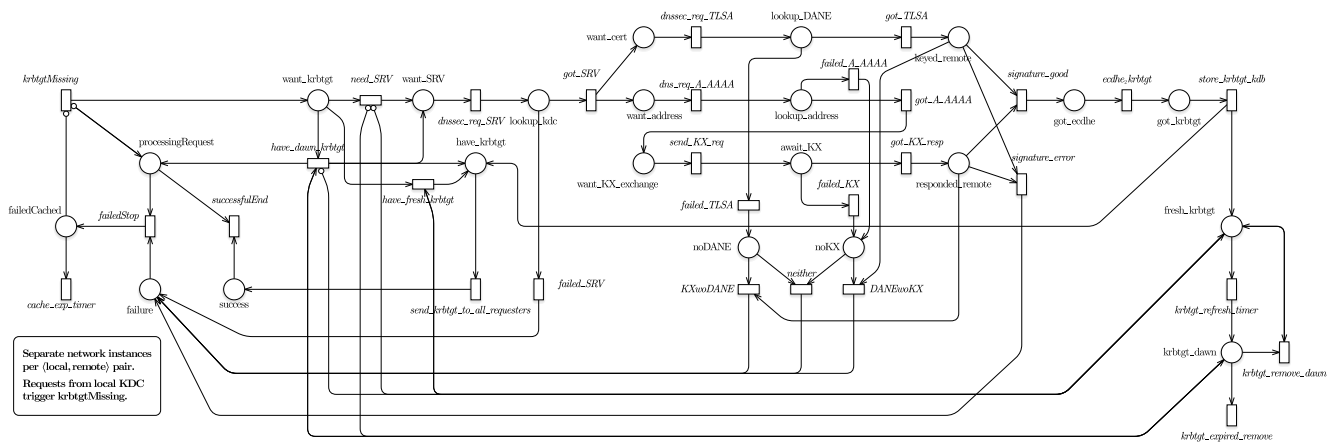 dnssec_req_TLSA
lookup_DANE
got_TLSA
want_cert
keyed_remote
krbtgtMissing
want_krbtgt
need_SRV
want_SRV
got_SRV
failed_A_AAAA
dns_req_A_AAAA
signature_good
ecdhe2krbtgt
store_krbtgt_kdb
dnssec_req_SRV
lookup_kdc
want_address
lookup_address
got_A_AAAA
got_ecdhe
got_krbtgt
processingRequest
have_dawn_krbtgt
have_krbtgt
send_KX_req
await_KX
got_KX_resp
signature_error
want_KX_exchange
responded_remote
have_fresh_krbtgt
successfulEnd
failed_KX
failedCached
failedStop
failed_TLSA
fresh_krbtgt
noDANE
noKX
neither
cache_exp_timer
failure
success
send_krbtgt_to_all_requesters
failed_SRV
KXwoDANE
DANEwoKX
krbtgt_refresh_timer
krbtgt_dawn
krbtgt_remove_dawn
krbtgt_expired_remove
Separate network instances
per ⟨local, remote⟩ pair.
Requests from local KDC
trigger krbtgtMissing.